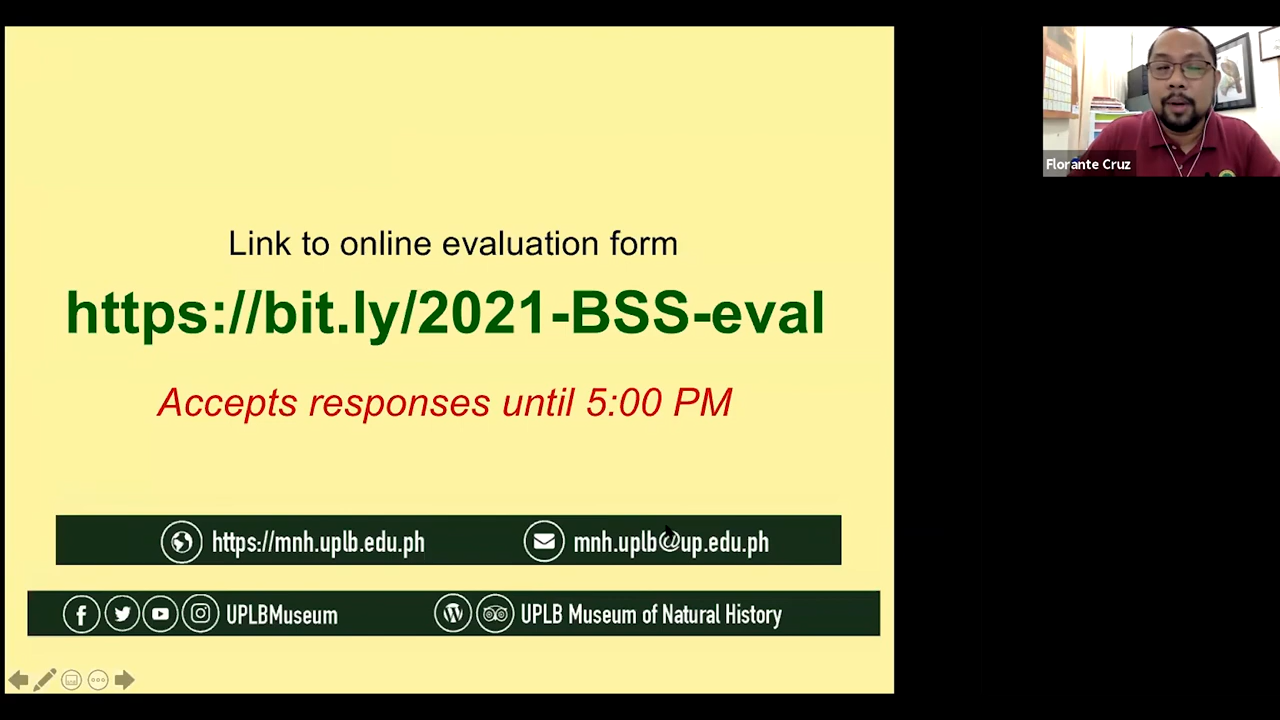 Link to online evaluation form
https://bit.ly/2021-BSS-eval
Accepts responses until 5:00 PM
https://mnh.uplb.edu.ph
mnh.uplb@up.edu.ph
UPLBMuseum
UPLB Museum of Natural History
Florante Cruz